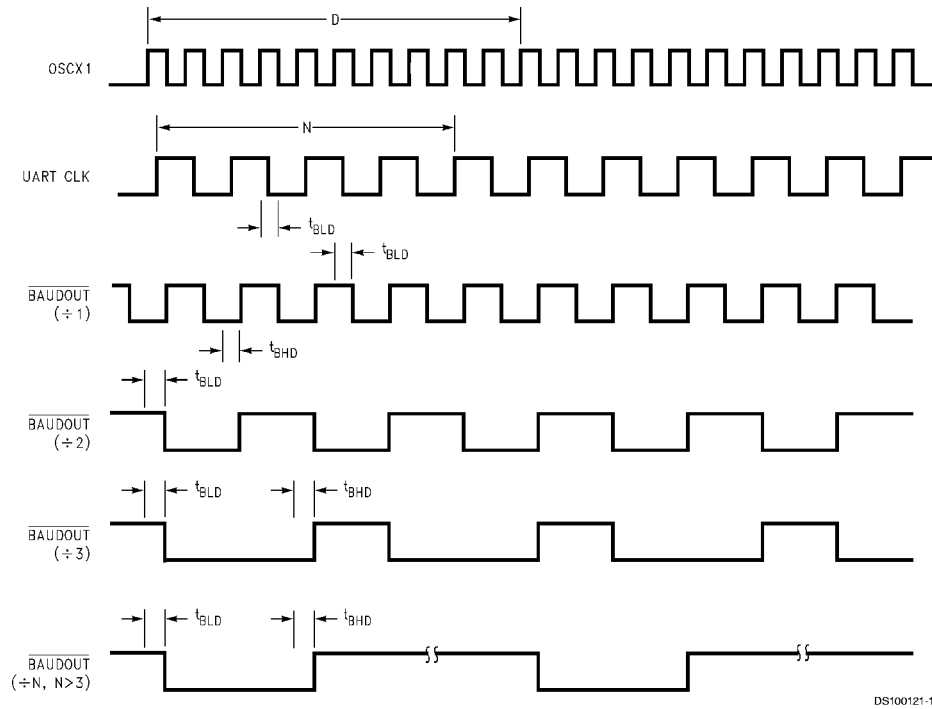 D
OSCX1
N
UART CLK
tBLD
tBLD
BAUDOUT
(÷1)
tBHD
tBLD
BAUDOUT
(÷2)
tBLD
tBHD
BAUDOUT
(÷3)
tBLD
tBHD
BAUDOUT
(÷N, N>3)
DS100121-1